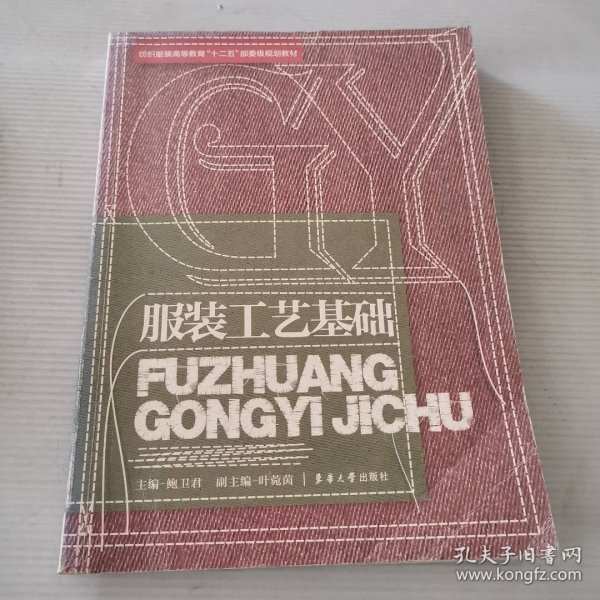 纺织服装高等教育“十二五”部委级规划教材
GY
服装工艺基础
FUZHUANG
GONGYI JICHU
主编-鲍卫君 副主编-叶菀茵 | 东华大学出版社
孔夫子旧书网
www.kongfz.com